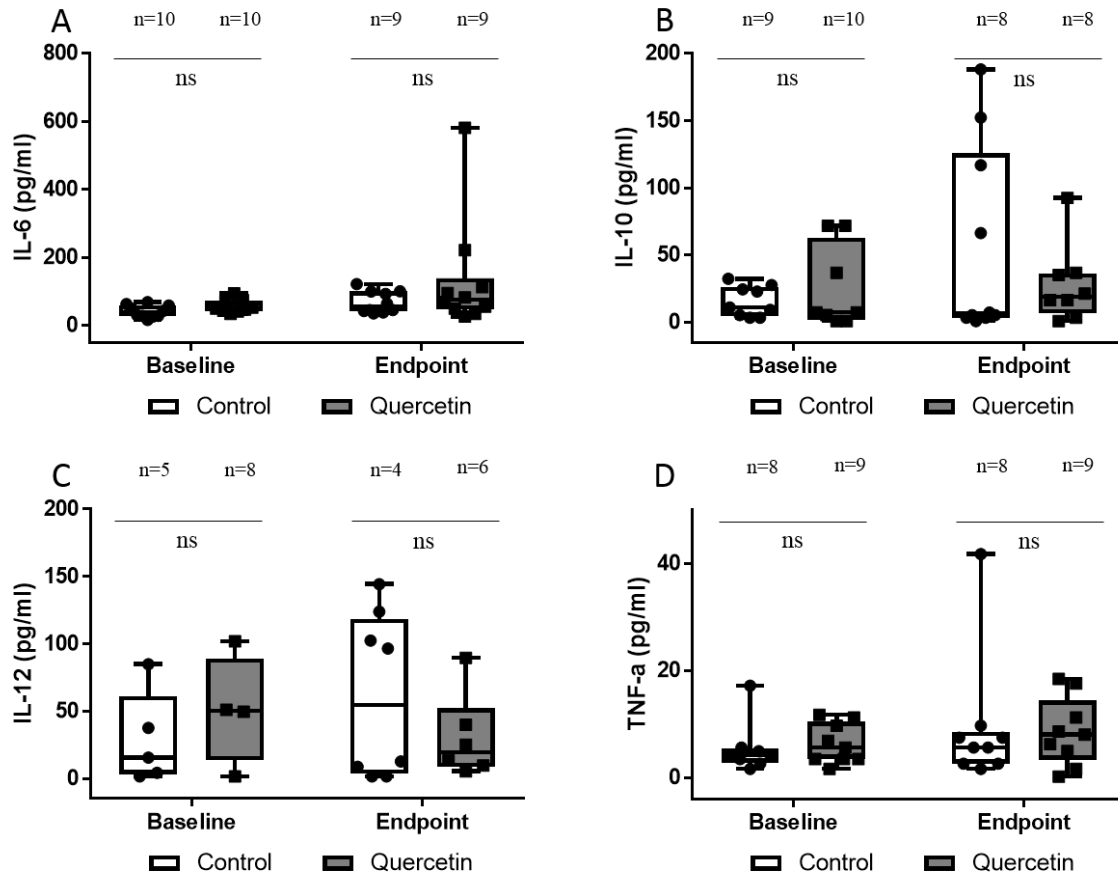 A
n=10 n=10 n=9 n=9
800
600
400
200
0
IL-6 (pg/ml)
ns ns
Baseline Endpoint
Control Quercetin
B
n=9 n=10 n=8 n=8
200
150
100
50
0
IL-10 (pg/ml)
ns ns
Baseline Endpoint
Control Quercetin
C
n=5 n=8 n=4 n=6
200
150
100
50
0
IL-12 (pg/ml)
ns ns
Baseline Endpoint
Control Quercetin
D
n=8 n=9 n=8 n=9
40
20
0
TNF-a (pg/ml)
ns ns
Baseline Endpoint
Control Quercetin